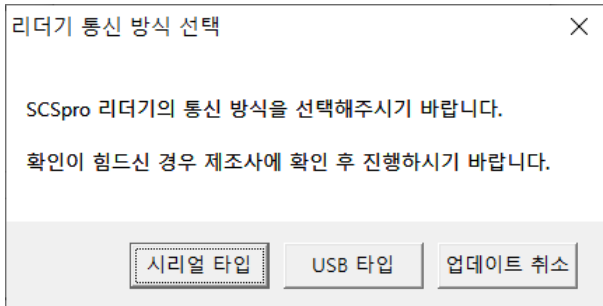 리더기 통신 방식 선택
SCSpro 리더기의 통신 방식을 선택해주시기 바랍니다.
확인이 힘드신 경우 제조사에 확인 후 진행하시기 바랍니다.
시리얼 타입 USB 타입 업데이트 취소